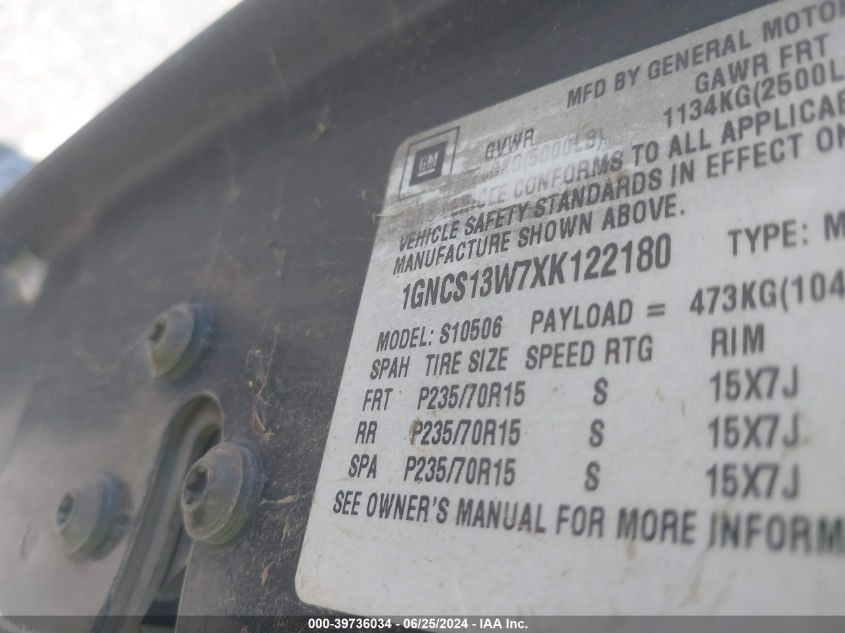 MFD BY GENERAL MOTO
GM GVWR GAWR FRT
1134KG(2500L
VEHICLE CONFORMS TO ALL APPLICAB
VEHICLE SAFETY STANDARDS IN EFFECT ON
MANUFACTURE SHOWN ABOVE.
1GNCS13W7XK122180 TYPE: M
MODEL: S10506 PAYLOAD = 473KG(104
SPAH TIRE SIZE SPEED RTG RIM
FRT P235/70R15 S 15X7J
RR P235/70R15 S 15X7J
SPA P235/70R15 S 15X7J
SEE OWNER'S MANUAL FOR MORE INFORM
000-39736034 - 06/25/2024 - IAA Inc.